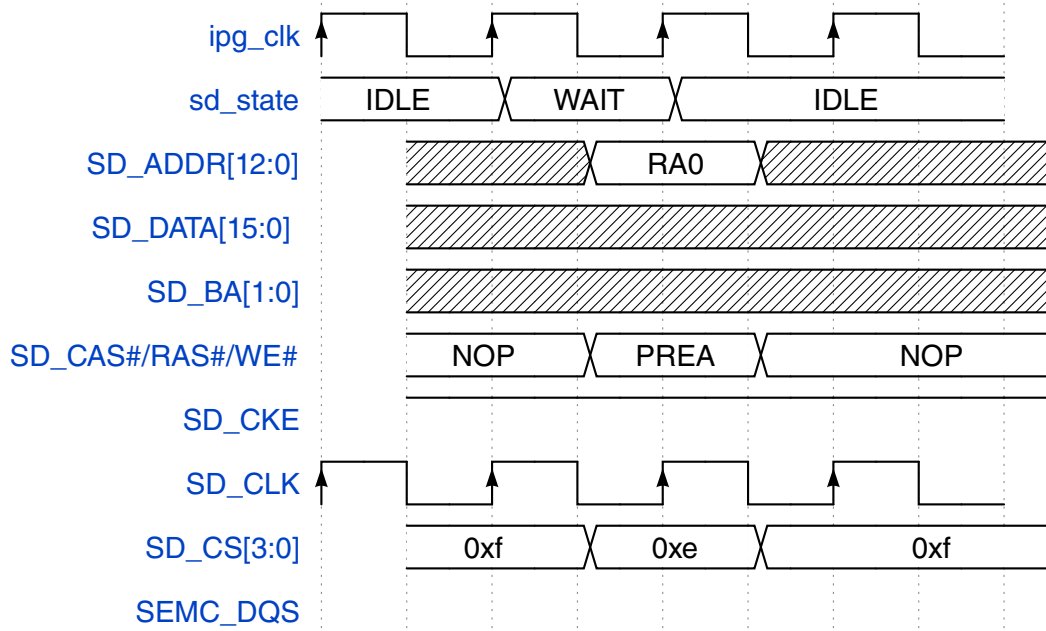 ipg_clk
sd_state IDLE WAIT IDLE
SD_ADDR[12:0] RA0
SD_DATA[15:0]
SD_BA[1:0]
SD_CAS#/RAS#/WE# NOP PREA NOP
SD_CKE
SD_CLK
SD_CS[3:0] 0xf 0xe 0xf
SEMC_DQS